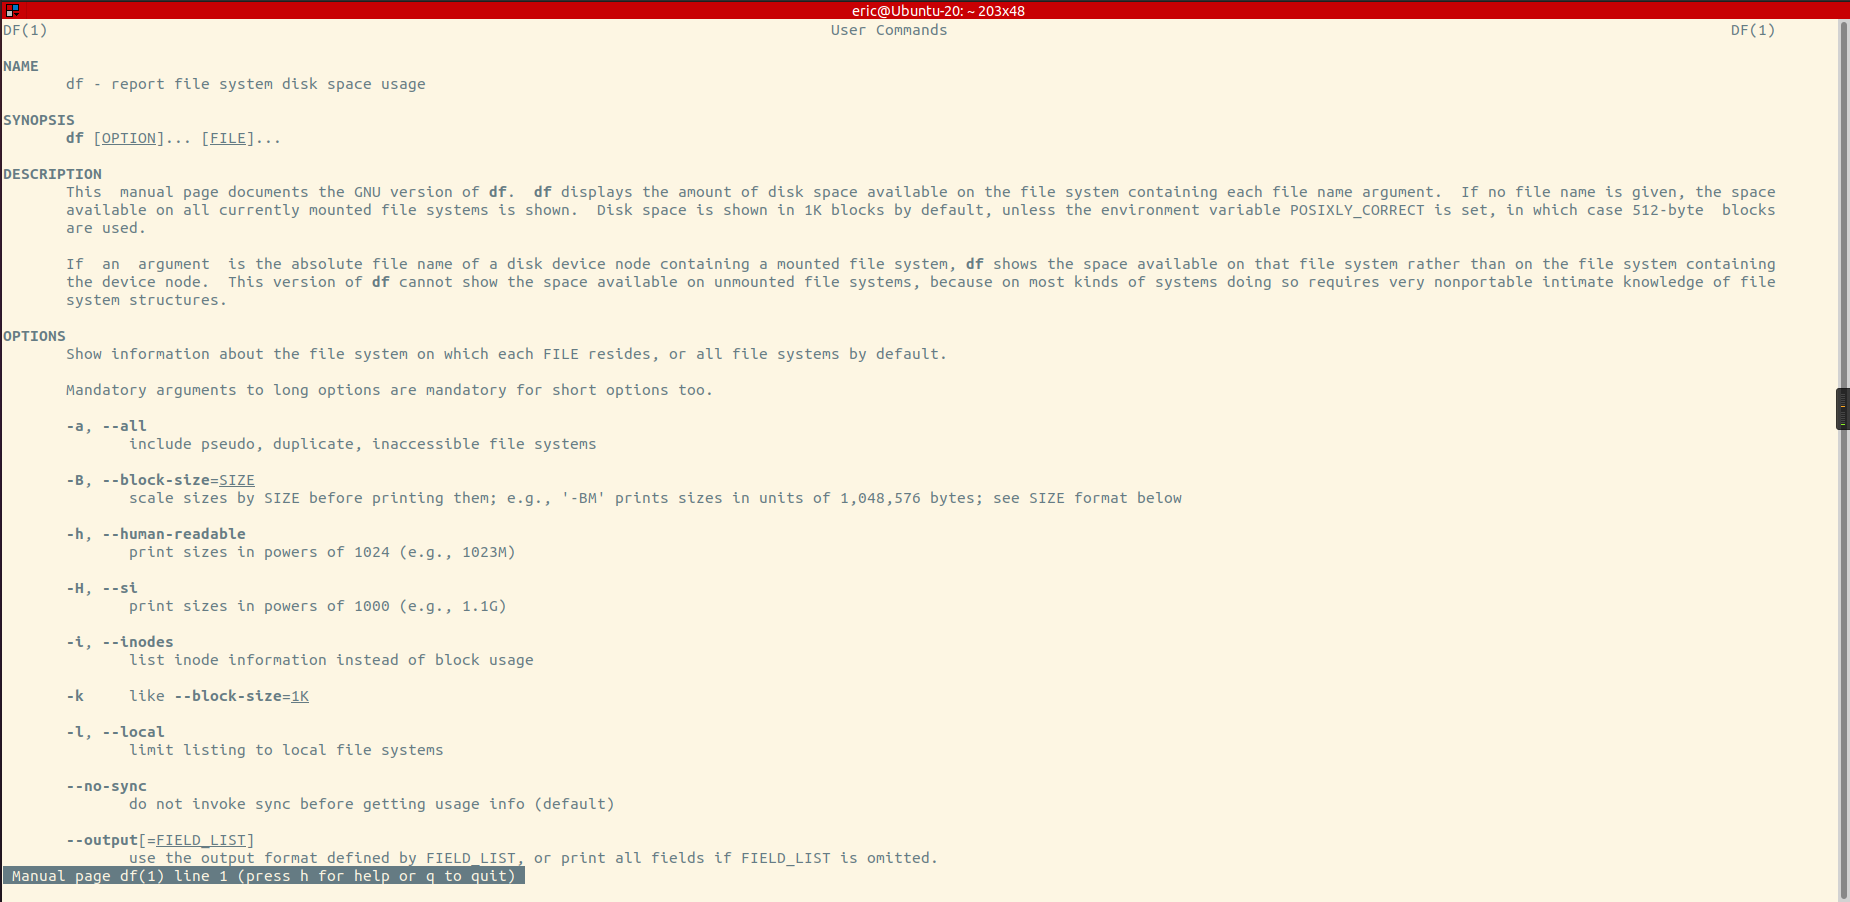 eric@Ubuntu-20: ~ 203x48
DF(1) User Commands DF(1)
NAME
df - report file system disk space usage
SYNOPSIS
df [OPTION]... [FILE]...
DESCRIPTION
This  manual page documents the GNU version of df.  df displays the amount of disk space available on the file system containing each file name argument.  If no file name is given, the space
available on all currently mounted file systems is shown.  Disk space is shown in 1K blocks by default, unless the environment variable POSIXLY_CORRECT is set, in which case 512-byte  blocks
are used.
If  an  argument  is the absolute file name of a disk device node containing a mounted file system, df shows the space available on that file system rather than on the file system containing
the device node.  This version of df cannot show the space available on unmounted file systems, because on most kinds of systems doing so requires very nonportable intimate knowledge of file
system structures.
OPTIONS
Show information about the file system on which each FILE resides, or all file systems by default.
Mandatory arguments to long options are mandatory for short options too.
-a, --all
include pseudo, duplicate, inaccessible file systems
-B, --block-size=SIZE
scale sizes by SIZE before printing them; e.g., '-BM' prints sizes in units of 1,048,576 bytes; see SIZE format below
-h, --human-readable
print sizes in powers of 1024 (e.g., 1023M)
-H, --si
print sizes in powers of 1000 (e.g., 1.1G)
-i, --inodes
list inode information instead of block usage
-k     like --block-size=1K
-l, --local
limit listing to local file systems
--no-sync
do not invoke sync before getting usage info (default)
--output[=FIELD_LIST]
use the output format defined by FIELD_LIST, or print all fields if FIELD_LIST is omitted.
Manual page df(1) line 1 (press h for help or q to quit)